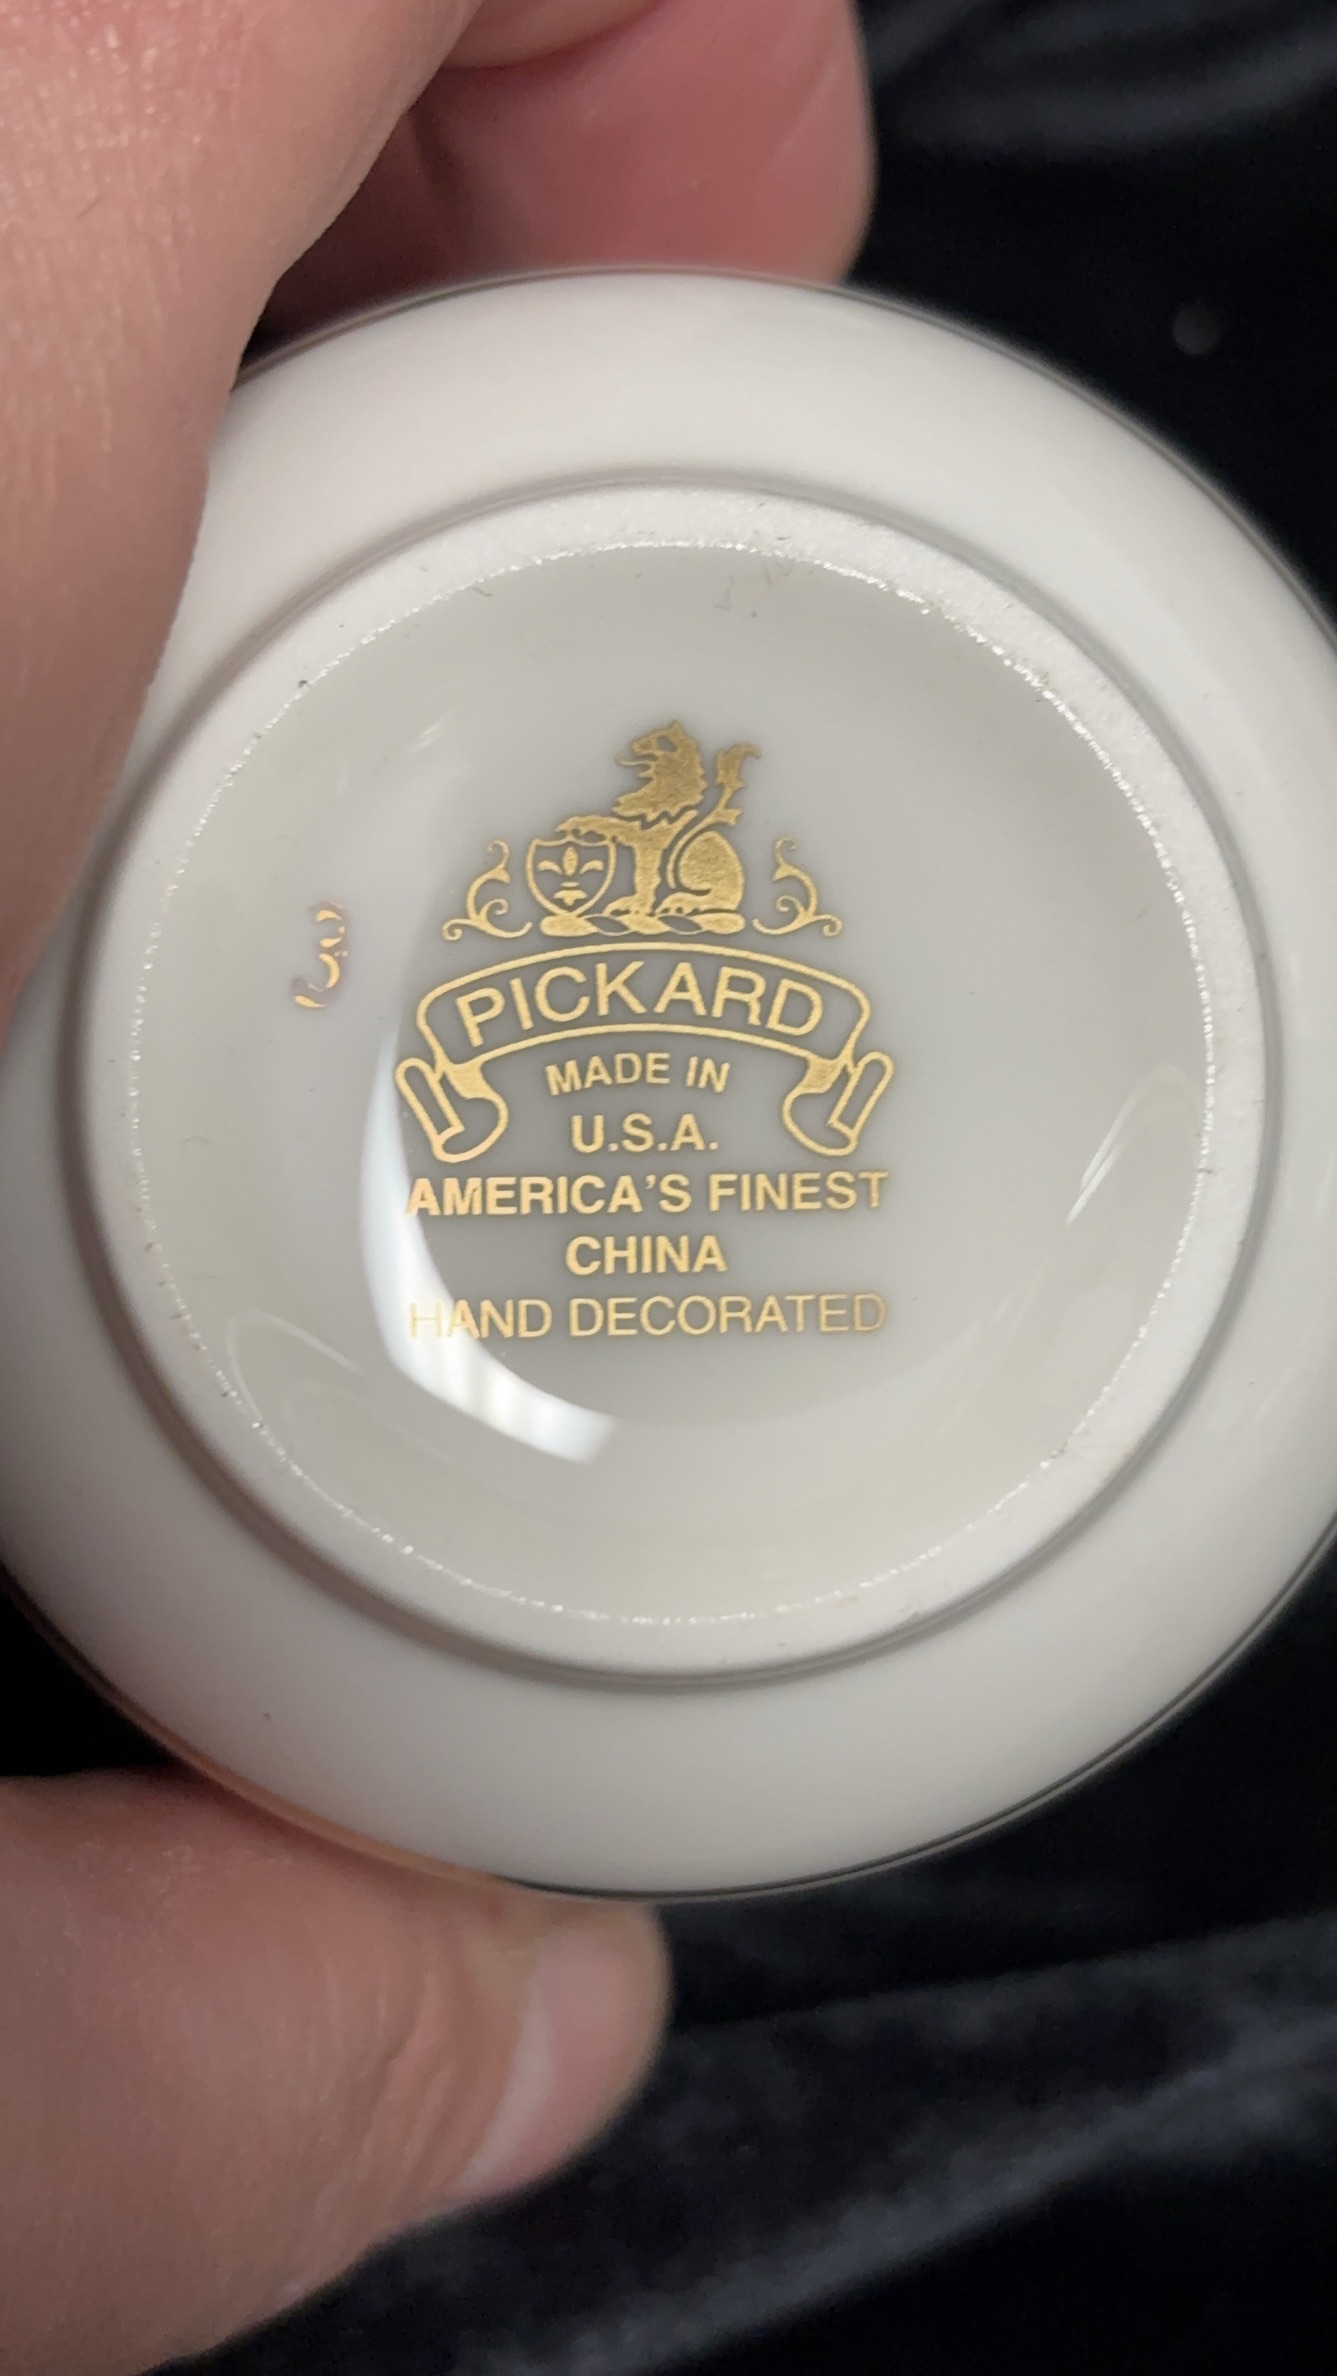 PICKARD
MADE IN
U.S.A.
AMERICA'S FINEST
CHINA
HAND DECORATED